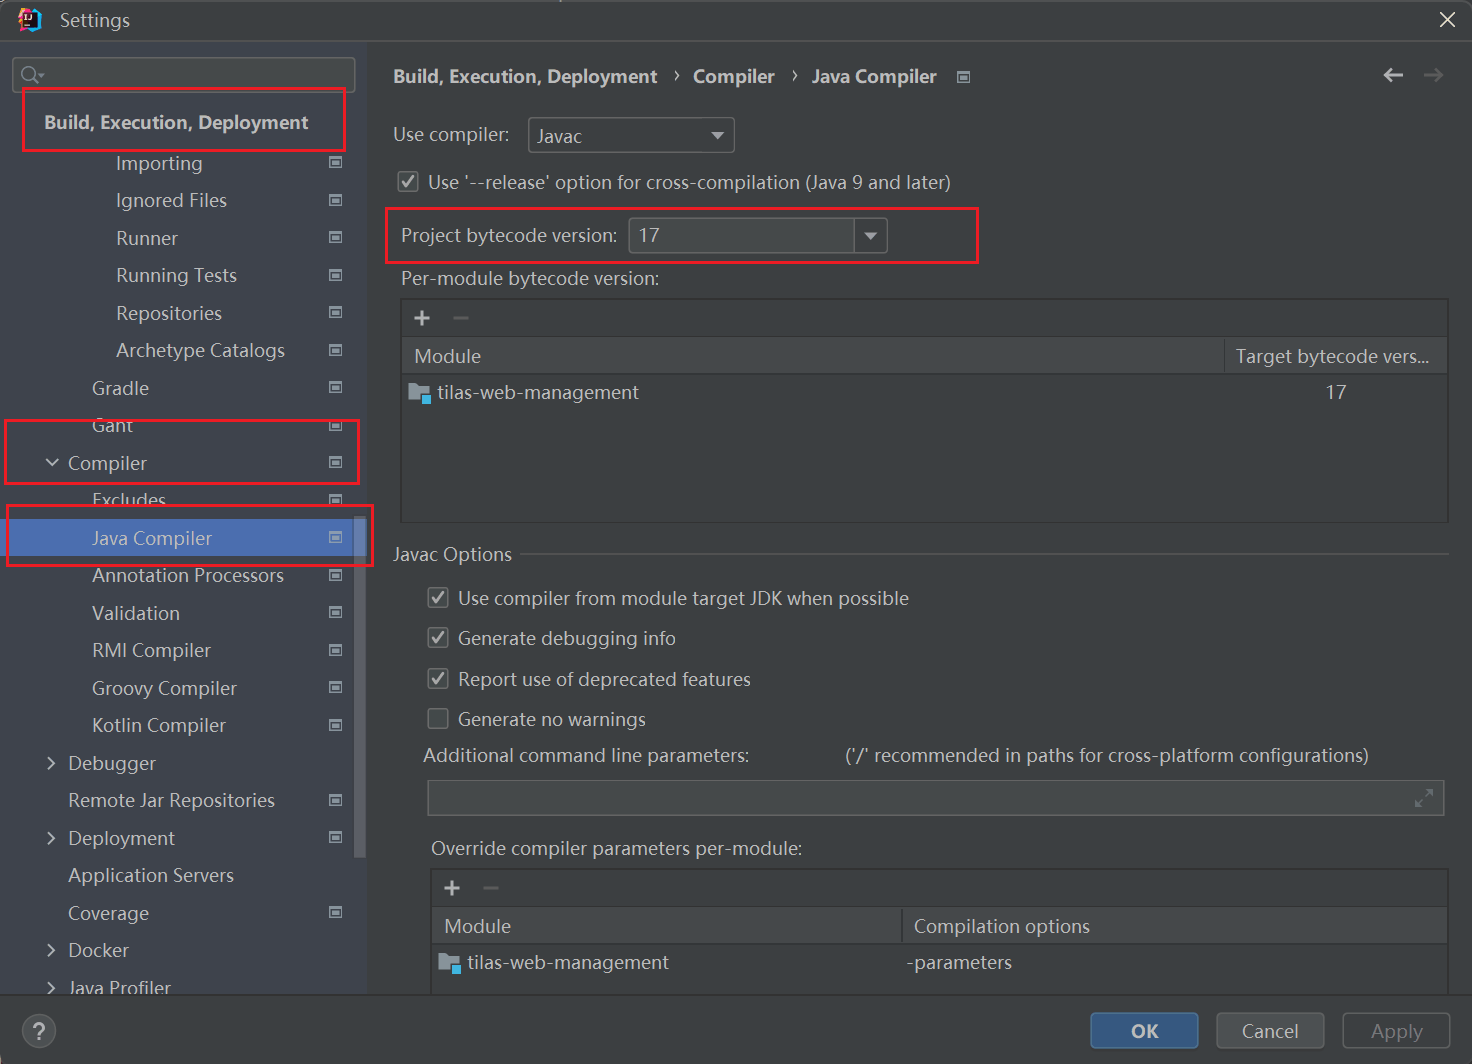 Settings
Build, Execution, Deployment
Importing
Ignored Files
Runner
Running Tests
Repositories
Archetype Catalogs
Gradle
Gant
Compiler
Excludes
Java Compiler
Annotation Processors
Validation
RMI Compiler
Groovy Compiler
Kotlin Compiler
Debugger
Remote Jar Repositories
Deployment
Application Servers
Coverage
Docker
Java Profiler
Build, Execution, Deployment › Compiler › Java Compiler
Use compiler: Javac
Use '--release' option for cross-compilation (Java 9 and later)
Project bytecode version: 17
Per-module bytecode version:
+ −
Module Target bytecode vers...
tilas-web-management 17
Javac Options
Use compiler from module target JDK when possible
Generate debugging info
Report use of deprecated features
Generate no warnings
Additional command line parameters: ('/' recommended in paths for cross-platform configurations)
Override compiler parameters per-module:
+ −
Module Compilation options
tilas-web-management -parameters
? OK Cancel Apply